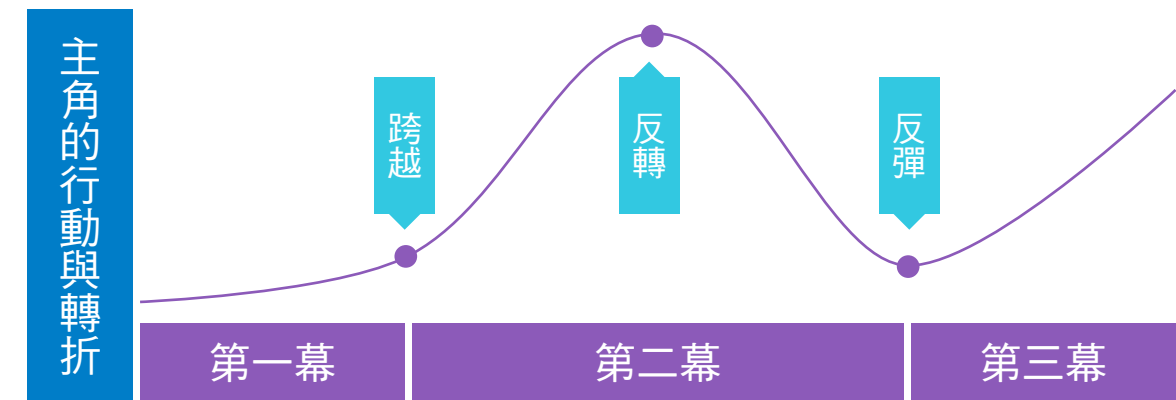 主角的行動與轉折
跨越
反轉
反彈
第一幕
第二幕
第三幕